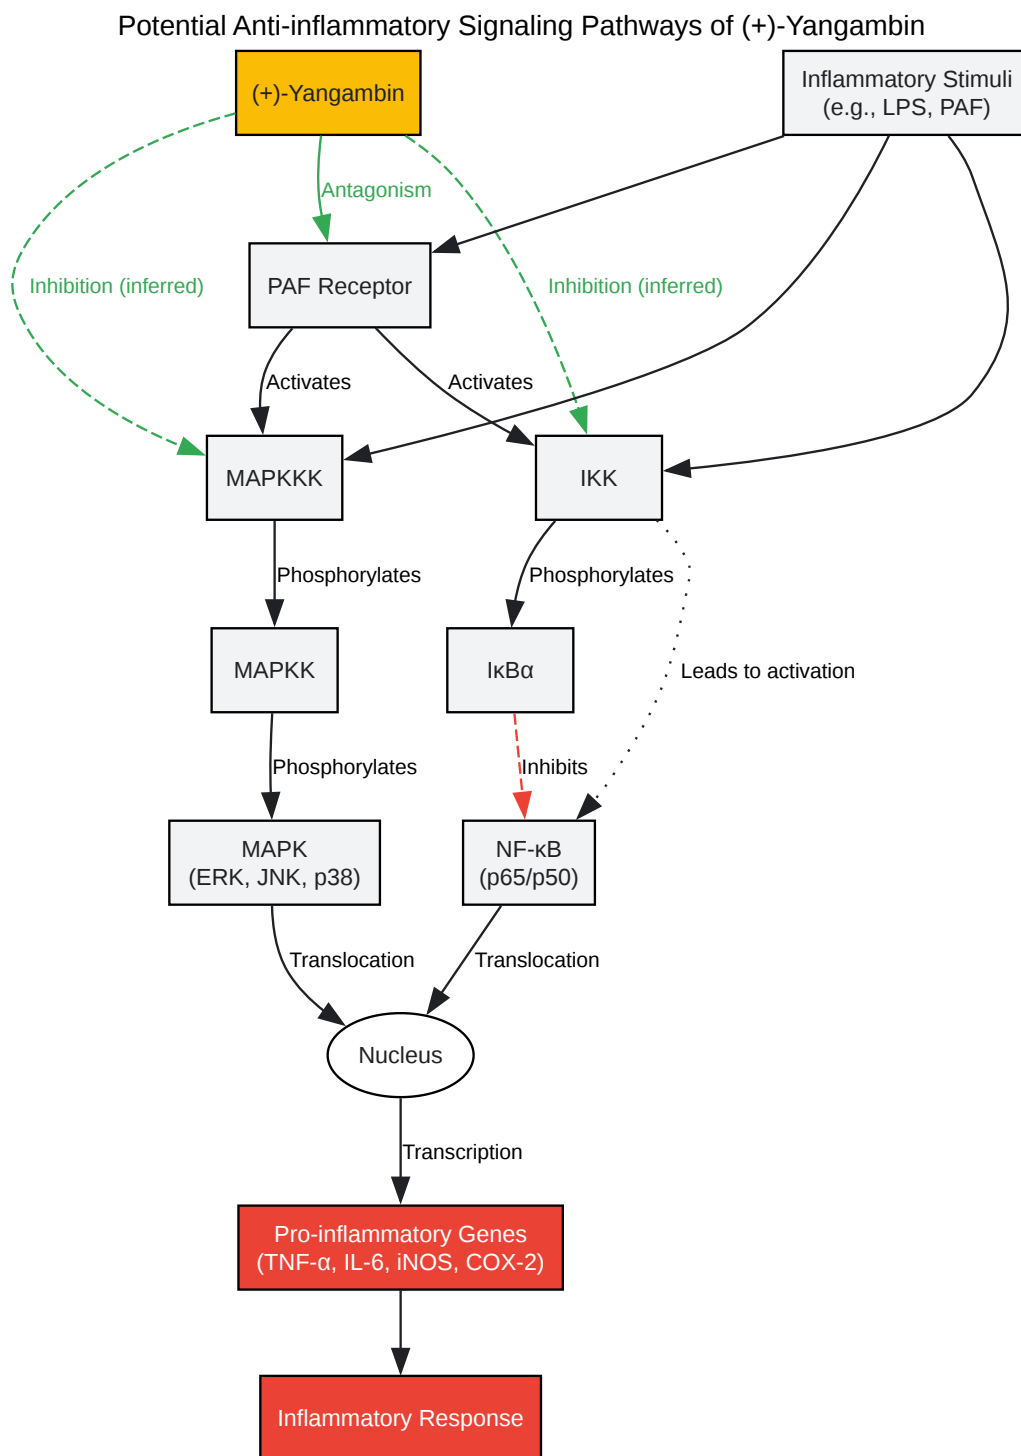 Potential Anti-inflammatory Signaling Pathways of (+)-Yangambin
(+)-Yangambin
Inflammatory Stimuli
(e.g., LPS, PAF)
Antagonism
Inhibition (inferred)
PAF Receptor
Inhibition (inferred)
Activates
Activates
MAPKKK
IKK
Phosphorylates
Phosphorylates
MAPKK
IκBα
Leads to activation
Phosphorylates
Inhibits
MAPK
(ERK, JNK, p38)
NF-κB
(p65/p50)
Translocation
Translocation
Nucleus
Transcription
Pro-inflammatory Genes
(TNF-α, IL-6, iNOS, COX-2)
Inflammatory Response